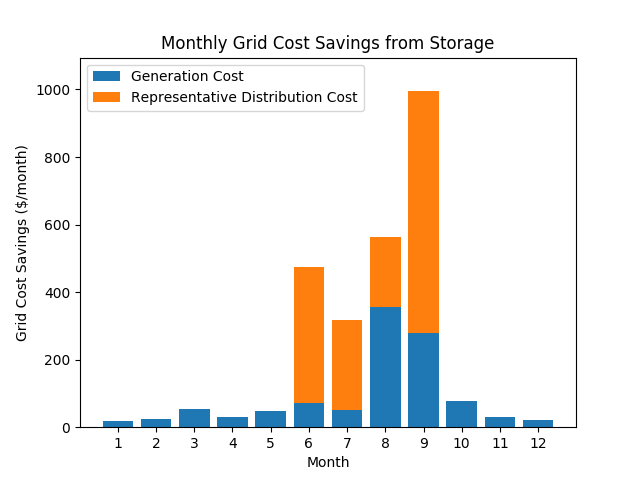 Monthly Grid Cost Savings from Storage
Generation Cost
Representative Distribution Cost
Grid Cost Savings ($/month)
1000
800
600
400
200
0
1 2 3 4 5 6 7 8 9 10 11 12
Month